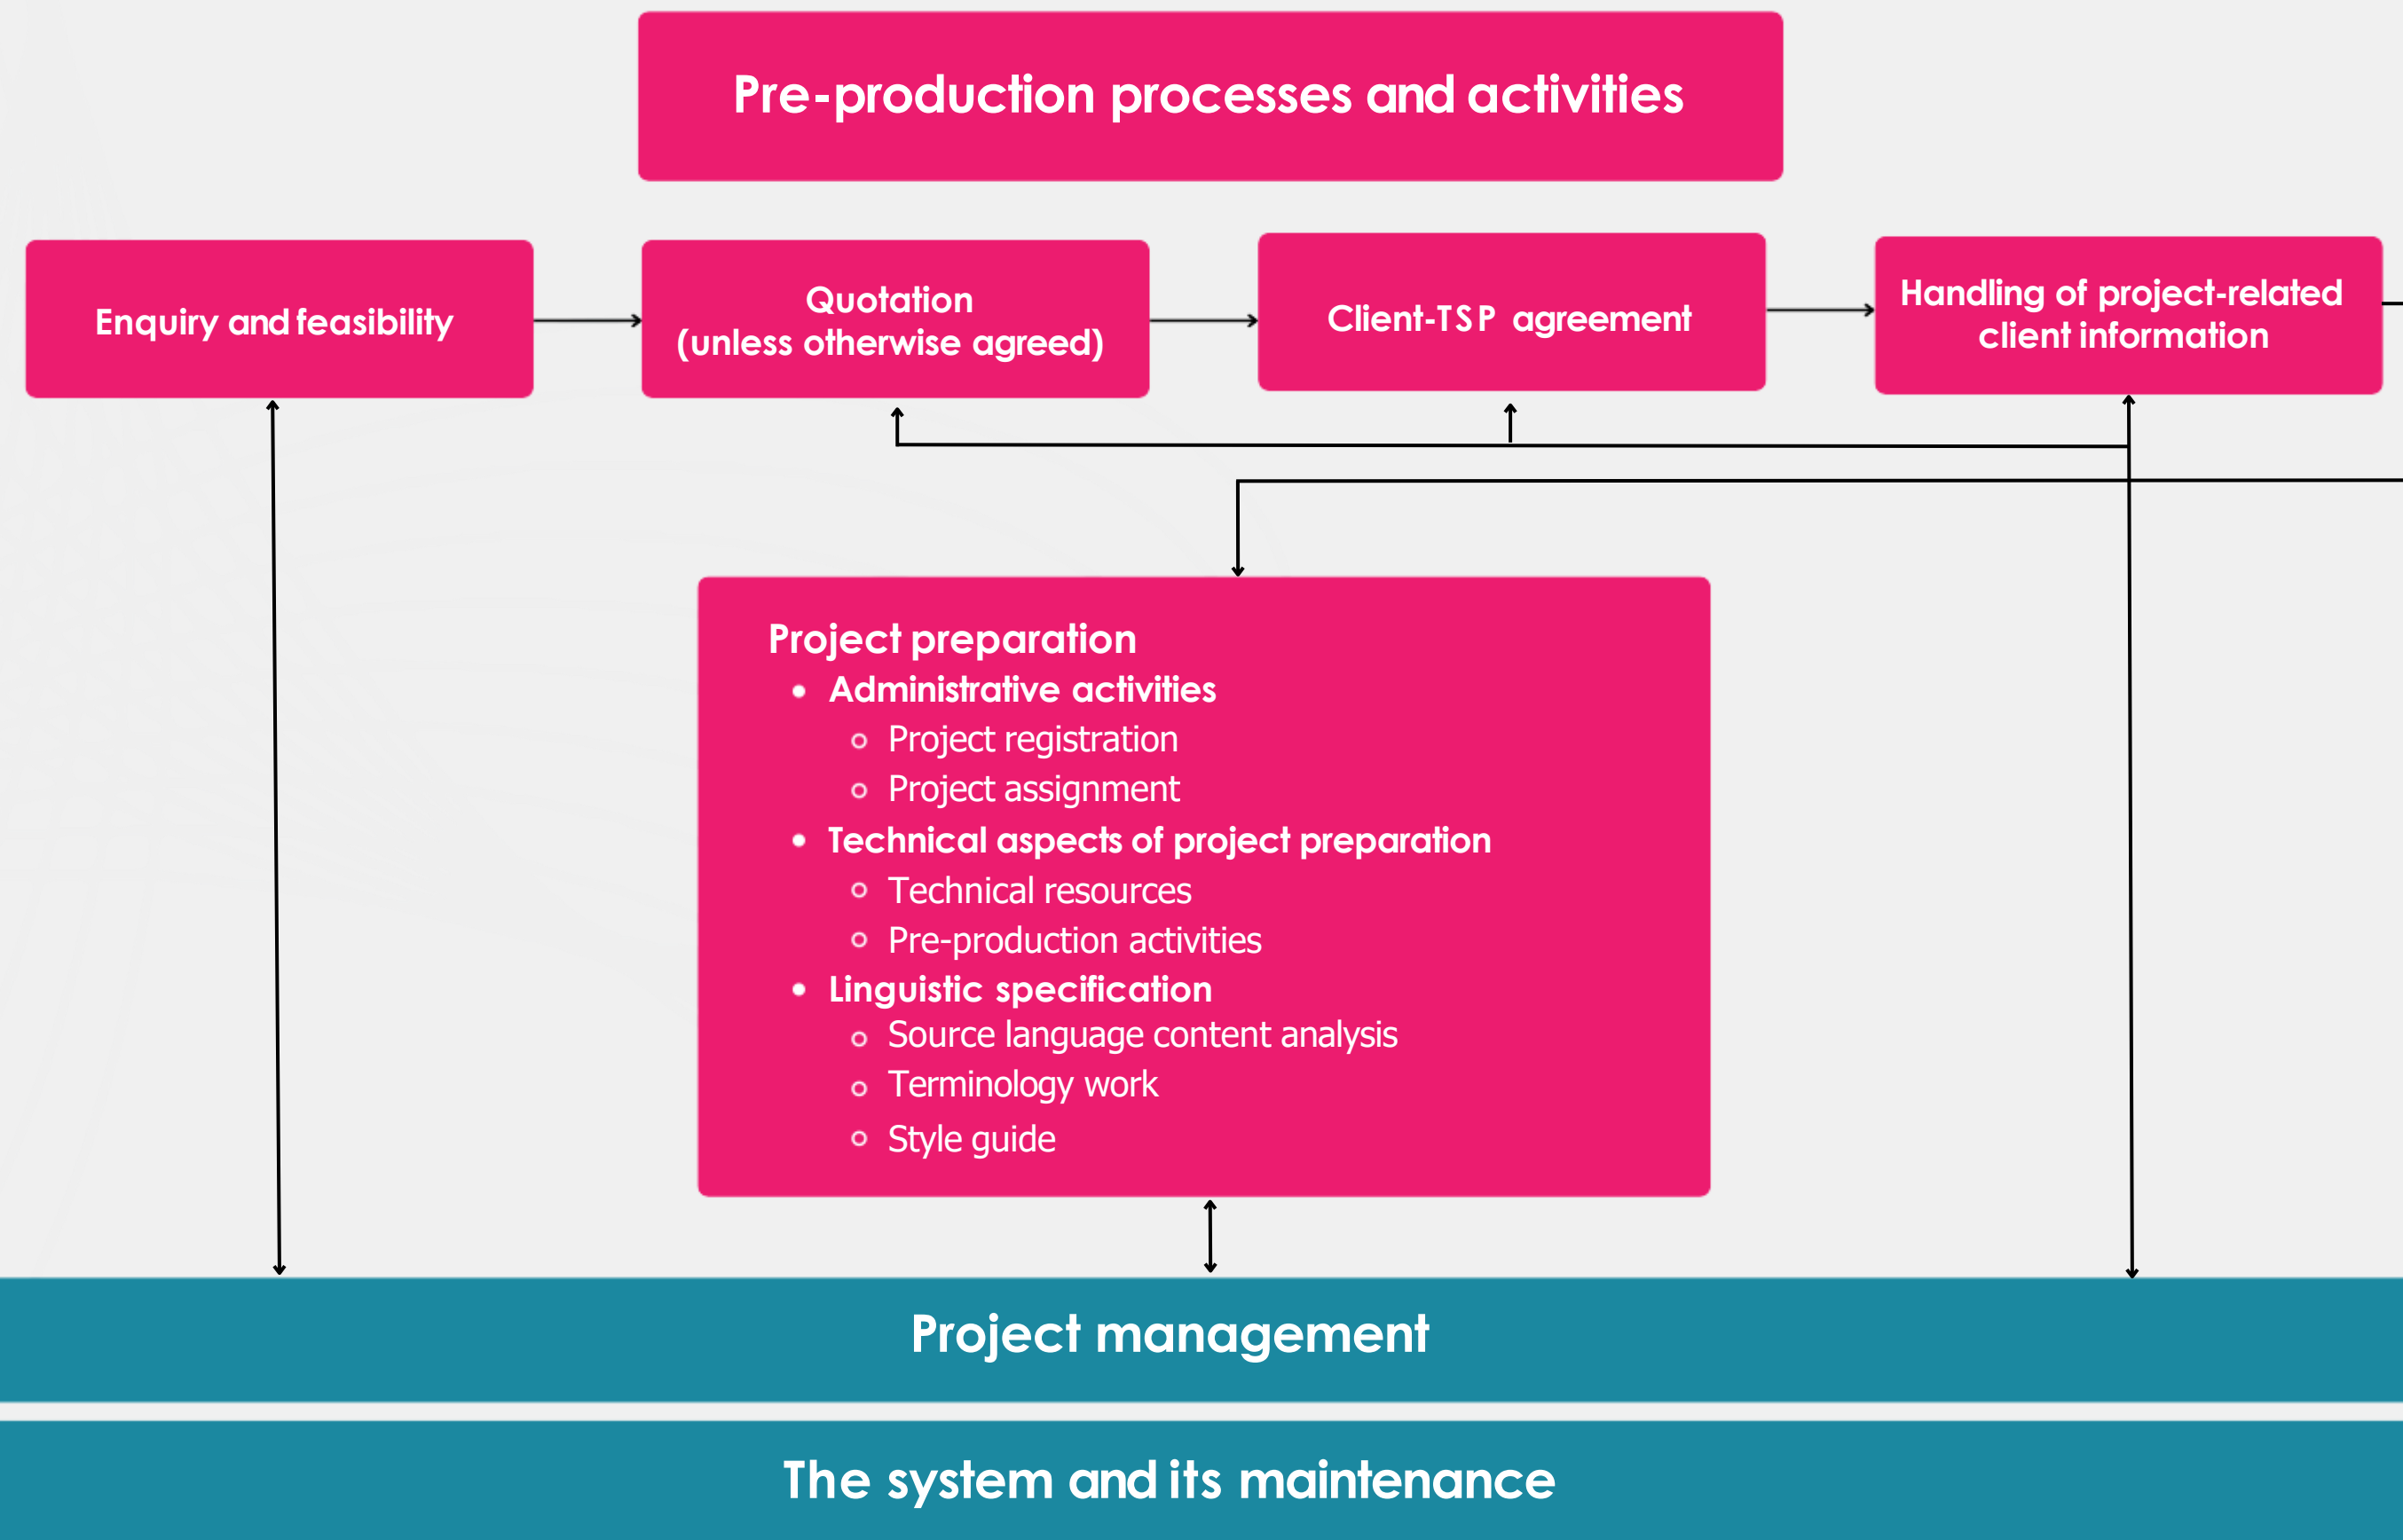 Pre-production processes and activities
Enquiry and feasibility
Quotation
(unless otherwise agreed)
Client-TSP agreement
Handling of project-related
client information
Project preparation
Administrative activities
Project registration
Project assignment
Technical aspects of project preparation
Technical resources
Pre-production activities
Linguistic specification
Source language content analysis
Terminology work
Style guide
Project management
The system and its maintenance